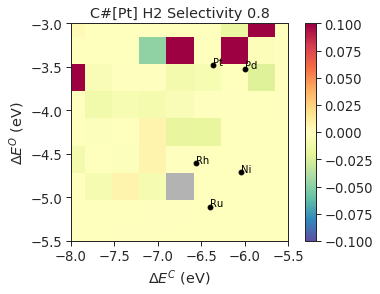 C#[Pt] H2 Selectivity 0.8
−3.0
−3.5
−4.0
−4.5
−5.0
−5.5
ΔE^O (eV)
Pt
Pd
Rh
Ni
Ru
−8.0 −7.5 −7.0 −6.5 −6.0 −5.5
ΔE^C (eV)
0.100
0.075
0.050
0.025
0.000
−0.025
−0.050
−0.075
−0.100